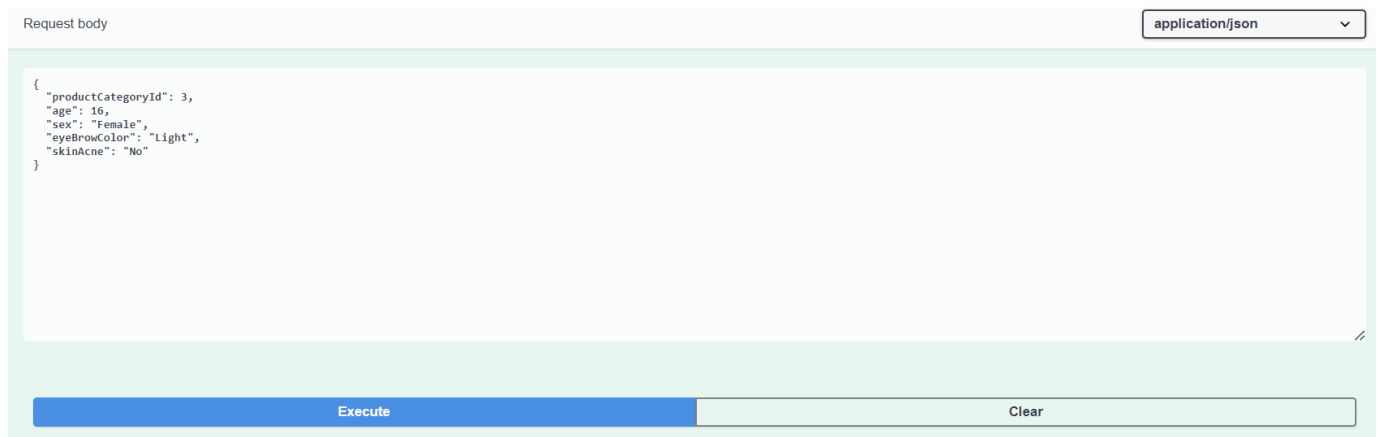 Request body
application/json
{
  "productCategoryId": 3,
  "age": 16,
  "sex": "Female",
  "eyeBrowColor": "Light",
  "skinAcne": "No"
}
Execute
Clear